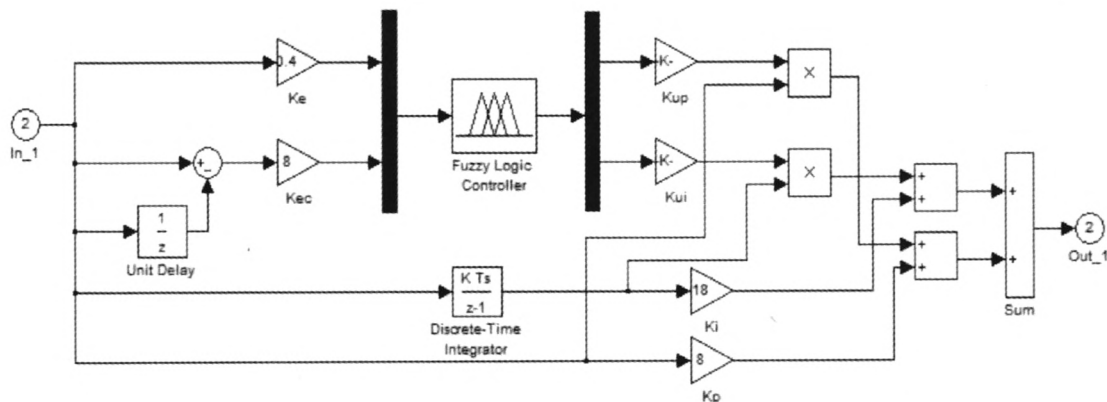 0.4
Ke
-K-
Kup
×
2
In_1
+
-
8
Kec
Fuzzy Logic
Controller
-K-
Kui
×
+
+
+
+
+
+
2
Out_1
Sum
1
z
Unit Delay
K Ts
z-1
Discrete-Time
Integrator
18
Ki
8
Kp